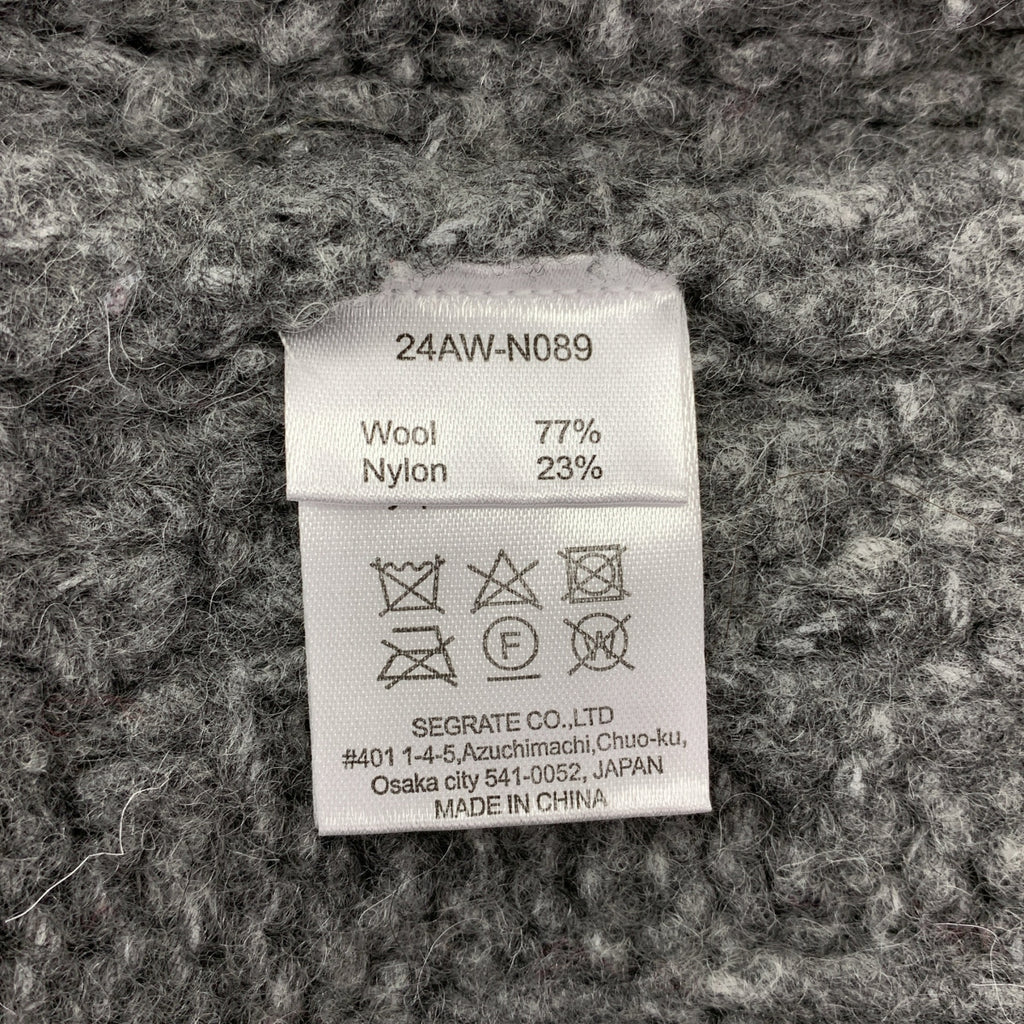 24AW-N089
Wool 77%
Nylon 23%
F
W
SEGRATE CO.,LTD
#401 1-4-5,Azuchimachi,Chuo-ku,
Osaka city 541-0052, JAPAN
MADE IN CHINA